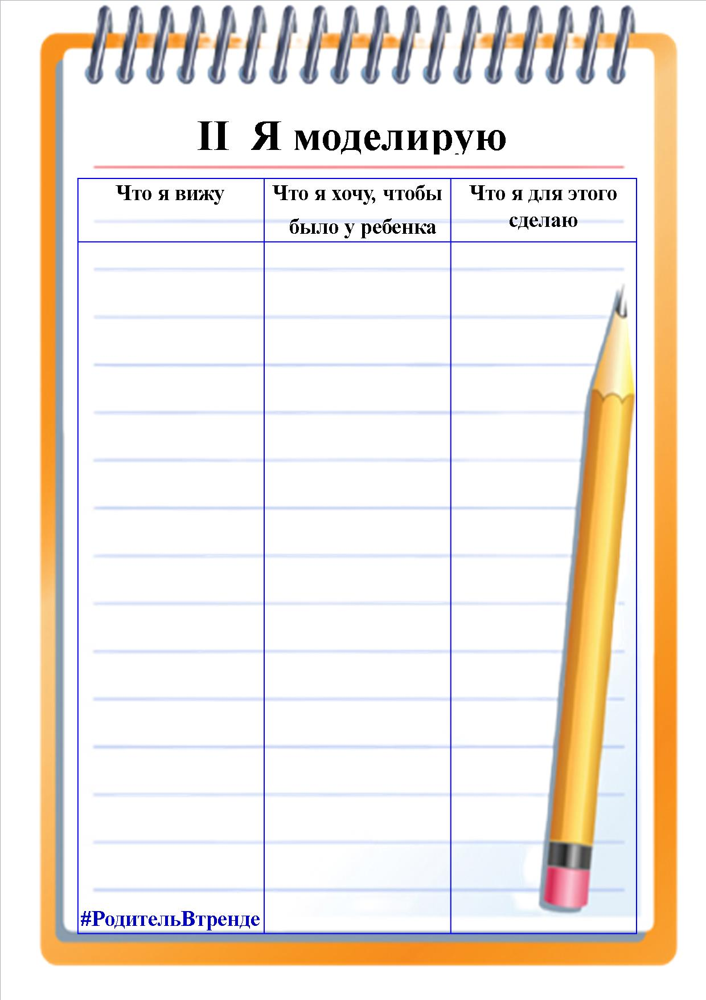 II Я моделирую
Что я вижу
Что я хочу, чтобы
было у ребенка
Что я для этого
сделаю
#РодительВтренде